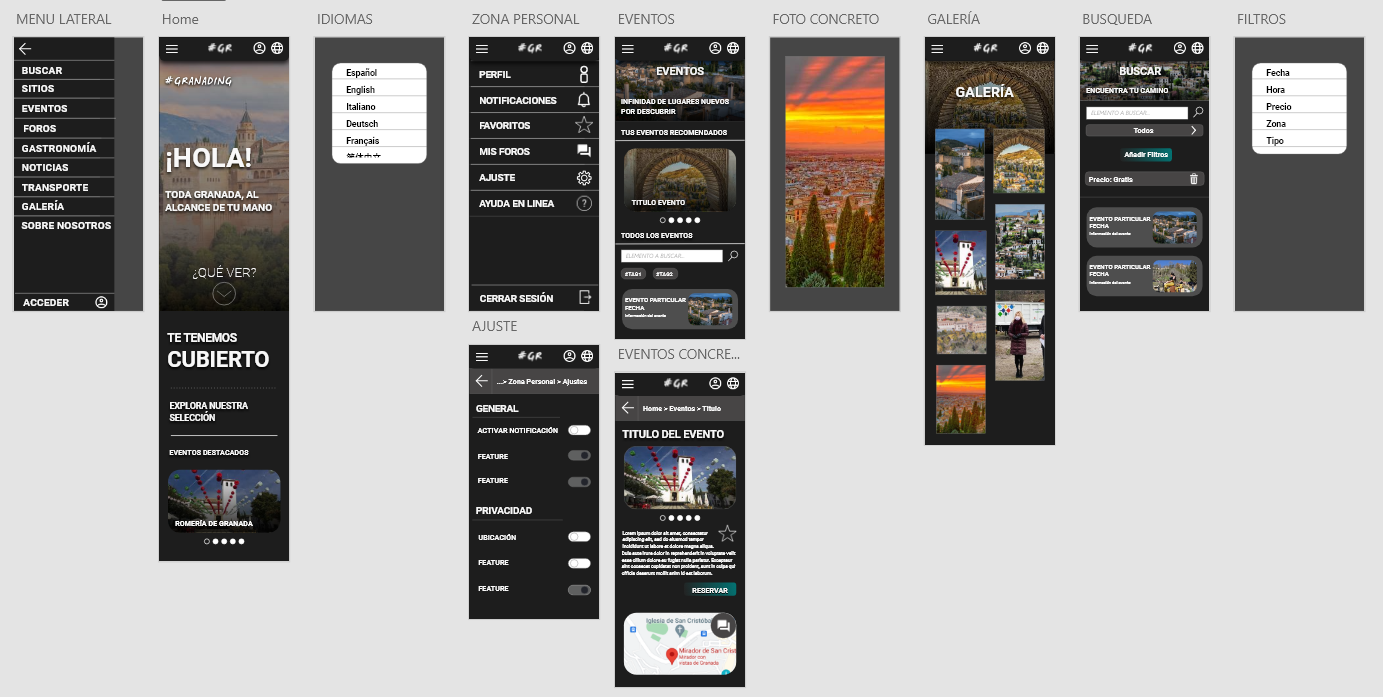 MENU LATERAL
BUSCAR
SITIOS
EVENTOS
FOROS
GASTRONOMÍA
NOTICIAS
TRANSPORTE
GALERÍA
SOBRE NOSOTROS
ACCEDER
Home
#GR
#GRANADING
¡HOLA!
TODA GRANADA, AL
ALCANCE DE TU MANO
¿QUÉ VER?
TE TENEMOS
CUBIERTO
EXPLORA NUESTRA
SELECCIÓN
EVENTOS DESTACADOS
ROMERÍA DE GRANADA
IDIOMAS
Español
English
Italiano
Deutsch
Français
ZONA PERSONAL
#GR
PERFIL
NOTIFICACIONES
FAVORITOS
MIS FOROS
AJUSTE
AYUDA EN LINEA
?
CERRAR SESIÓN
AJUSTE
#GR
...> Zona Personal > Ajustes
GENERAL
ACTIVAR NOTIFICACIÓN
FEATURE
FEATURE
PRIVACIDAD
UBICACIÓN
FEATURE
FEATURE
EVENTOS
#GR
EVENTOS
INFINIDAD DE LUGARES NUEVOS
POR DESCUBRIR
TUS EVENTOS RECOMENDADOS
TITULO EVENTO
TODOS LOS EVENTOS
ELEMENTO A BUSCAR...
#TAG1
#TAG2
EVENTO PARTICULAR
FECHA
Información del evento
EVENTOS CONCRE...
#GR
Home > Eventos > Titulo
TITULO DEL EVENTO
Lorem ipsum dolor sit amet, consectetur
adipiscing elit, sed do eiusmod tempor
incididunt ut labore et dolore magna aliqua.
Duis aute irure dolor in reprehenderit in voluptate velit
esse cillum dolore eu fugiat nulla pariatur. Excepteur
sint occaecat cupidatat non proident, sunt in culpa qui
officia deserunt mollit anim id est laborum.
RESERVAR
Iglesia de San Cristóbal
Mirador de San Crist
Mirador con
vistas de Granada
FOTO CONCRETO
GALERÍA
#GR
GALERÍA
BUSQUEDA
#GR
BUSCAR
ENCUENTRA TU CAMINO
ELEMENTO A BUSCAR...
Todos
Añadir Filtros
Precio: Gratis
EVENTO PARTICULAR
FECHA
Información del evento
EVENTO PARTICULAR
FECHA
Información del evento
FILTROS
Fecha
Hora
Precio
Zona
Tipo